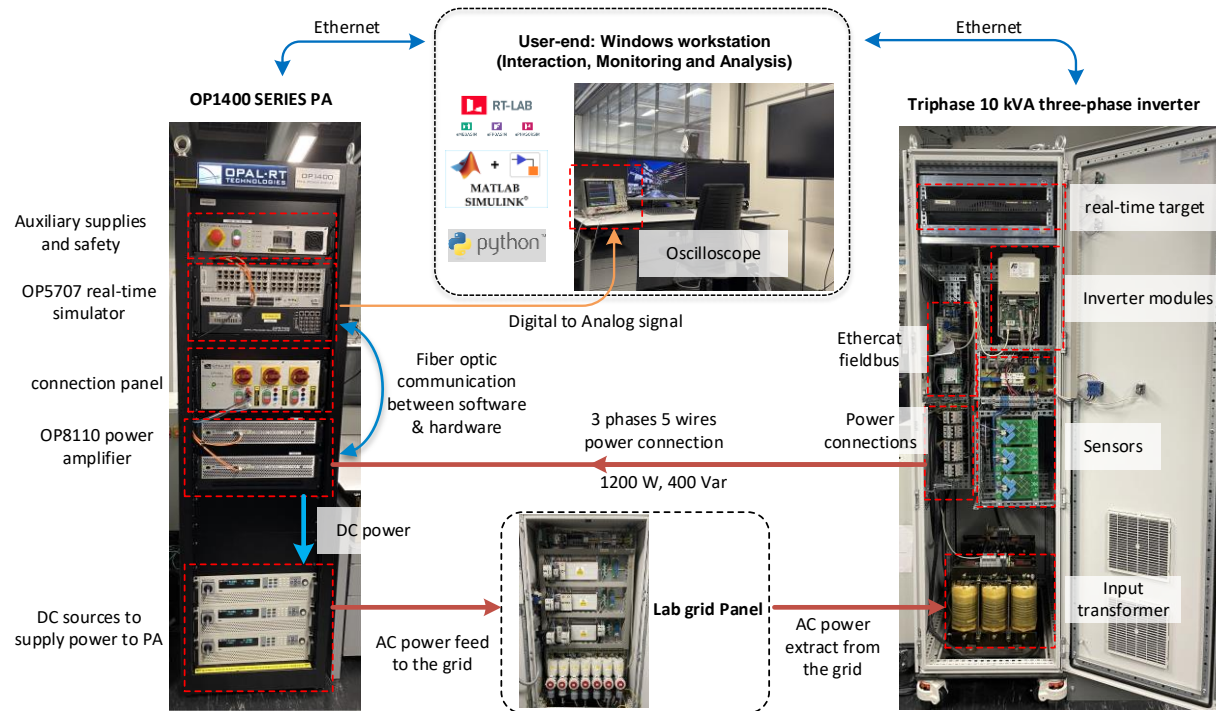 Ethernet
User-end: Windows workstation
(Interaction, Monitoring and Analysis)
Ethernet
OP1400 SERIES PA
Triphase 10 kVA three-phase inverter
RT-LAB
MATLAB
SIMULINK®
python™
Oscilloscope
OPAL-RT
TECHNOLOGIES
OP1400
Auxiliary supplies
and safety
OP5707 real-time
simulator
connection panel
OP8110 power
amplifier
DC sources to
supply power to PA
Digital to Analog signal
Fiber optic
communication
between software
& hardware
3 phases 5 wires
power connection
1200 W, 400 Var
DC power
AC power feed
to the grid
Lab grid Panel
AC power
extract from
the grid
real-time target
Inverter modules
Ethercat
fieldbus
Power
connections
Sensors
Input
transformer